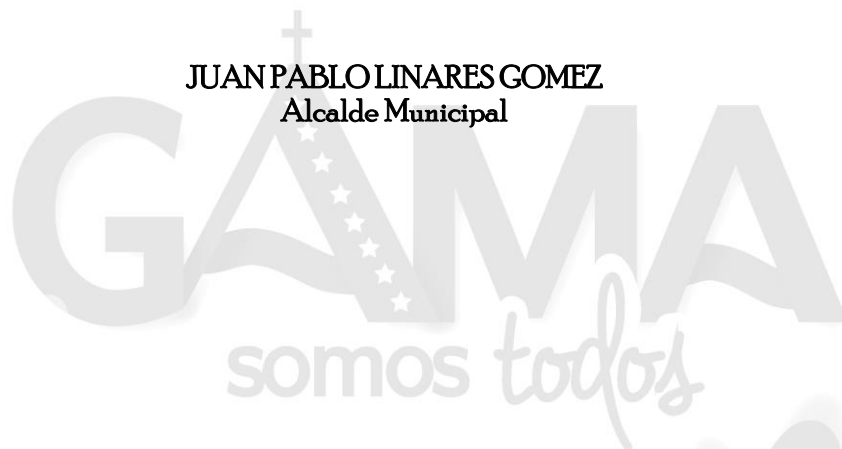 JUAN PABLO LINARES GOMEZ
Alcalde Municipal
GAMA
somos todos